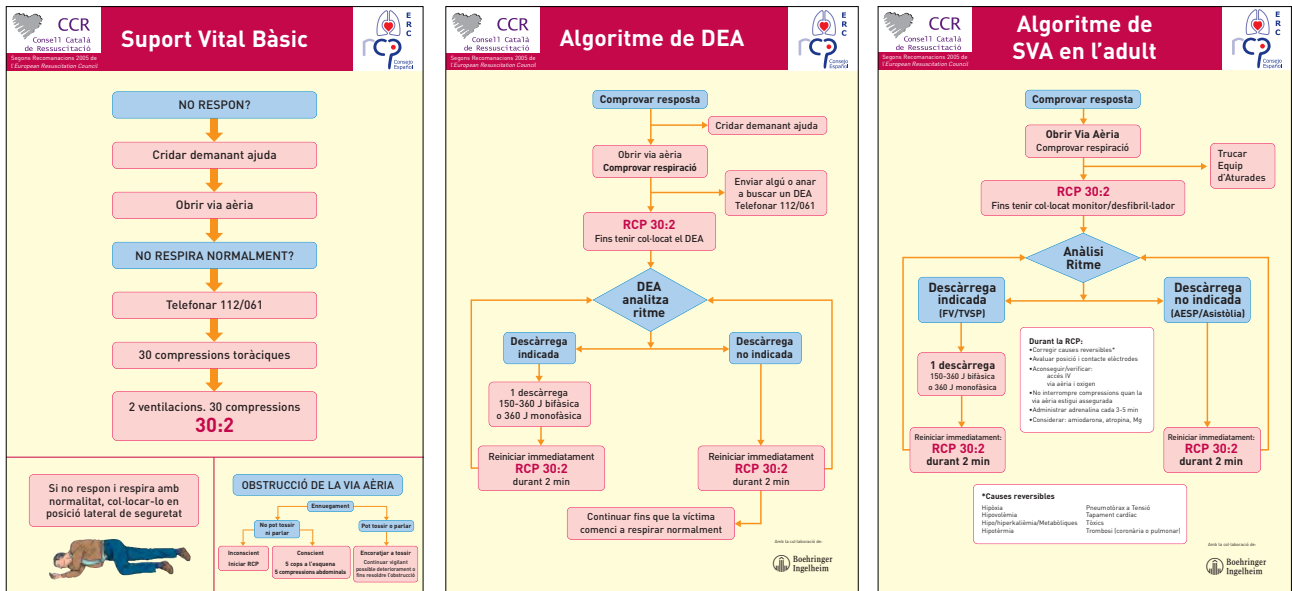 CCR
Consell Català
de Ressuscitació
Segons Recomanacions 2005 de
l'European Resuscitation Council
Suport Vital Bàsic
ERC
rcp
Consejo
Español
NO RESPON?
Cridar demanant ajuda
Obrir via aèria
NO RESPIRA NORMALMENT?
Telefonar 112/061
30 compressions toràciques
2 ventilacions. 30 compressions
30:2
Si no respon i respira amb
normalitat, col·locar-lo en
posició lateral de seguretat
OBSTRUCCIÓ DE LA VIA AÈRIA
Ennuegament
No pot tossir
ni parlar
Pot tossir o parlar
Inconscient
Iniciar RCP
Conscient
5 cops a l'esquena
5 compressions abdominals
Encoratjar a tossir
Continuar vigilant
possible deteriorament o
fins resoldre l'obstrucció
CCR
Consell Català
de Ressuscitació
Segons Recomanacions 2005 de
l'European Resuscitation Council
Algoritme de DEA
ERC
rcp
Consejo
Español
Comprovar resposta
Cridar demanant ajuda
Obrir via aèria
Comprovar respiració
Enviar algú o anar
a buscar un DEA
Telefonar 112/061
RCP 30:2
Fins tenir col·locat el DEA
DEA
analitza
ritme
Descàrrega
indicada
Descàrrega
no indicada
1 descàrrega
150-360 J bifàsica
o 360 J monofàsica
Reiniciar immediatament
RCP 30:2
durant 2 min
Reiniciar immediatament
RCP 30:2
durant 2 min
Continuar fins que la víctima
comenci a respirar normalment
Amb la col·laboració de:
Boehringer
Ingelheim
CCR
Consell Català
de Ressuscitació
Segons Recomanacions 2005 de
l'European Resuscitation Council
Algoritme de
SVA en l'adult
ERC
rcp
Consejo
Español
Comprovar resposta
Obrir Via Aèria
Comprovar respiració
Trucar
Equip
d'Aturades
RCP 30:2
Fins tenir col·locat monitor/desfibril·lador
Anàlisi
Ritme
Descàrrega
indicada
(FV/TVSP)
Descàrrega
no indicada
(AESP/Asistòlia)
1 descàrrega
150-360 J bifàsica
o 360 J monofàsica
Durant la RCP:
•Corregir causes reversibles*
•Avaluar posició i contacte elèctrodes
•Aconseguir/verificar:
accés IV
via aèria i oxigen
•No interrompre compressions quan la
via aèria estigui assegurada
•Administrar adrenalina cada 3-5 min
•Considerar: amiodarona, atropina, Mg
Reiniciar immediatament:
RCP 30:2
durant 2 min
Reiniciar immediatament:
RCP 30:2
durant 2 min
*Causes reversibles
Hipòxia
Hipovolèmia
Hipo/hiperkalièmia/Metabòliques
Hipotèrmia
Pneumotòrax a Tensió
Tapament cardíac
Tòxics
Trombosi (coronària o pulmonar)
Amb la col·laboració de:
Boehringer
Ingelheim